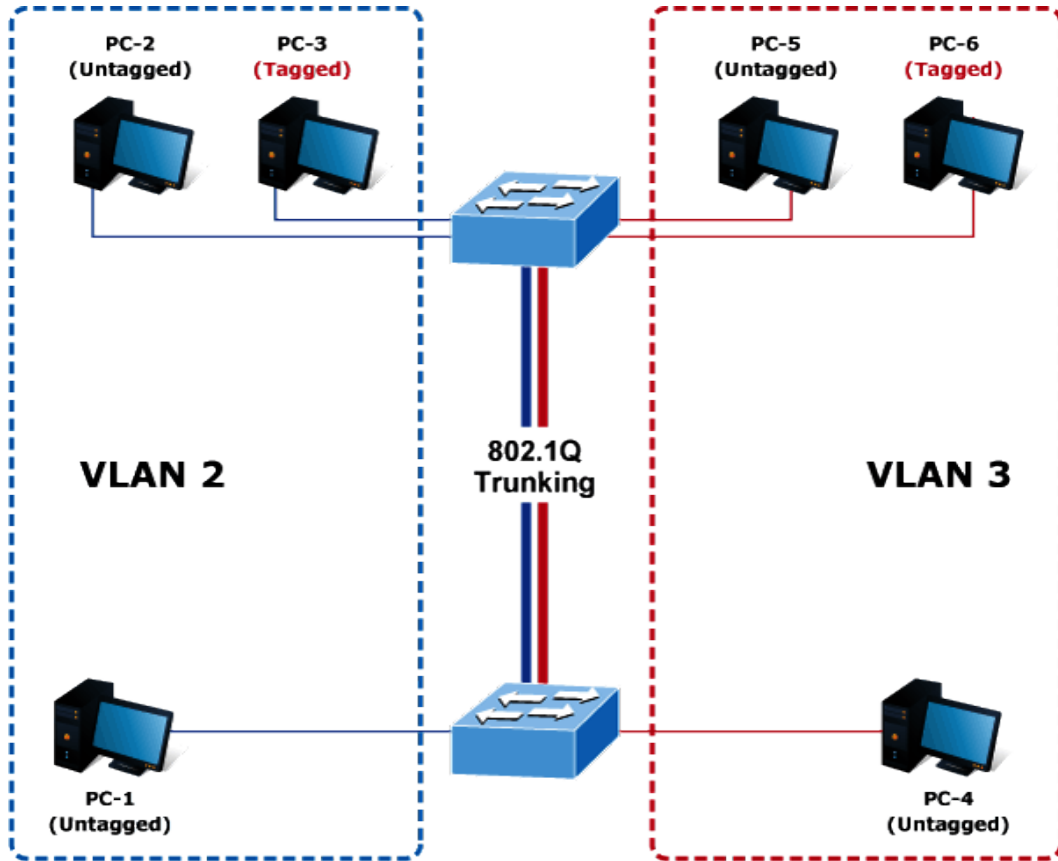 PC-2
(Untagged)
PC-3
(Tagged)
PC-5
(Untagged)
PC-6
(Tagged)
802.1Q
Trunking
VLAN 2
VLAN 3
PC-1
(Untagged)
PC-4
(Untagged)